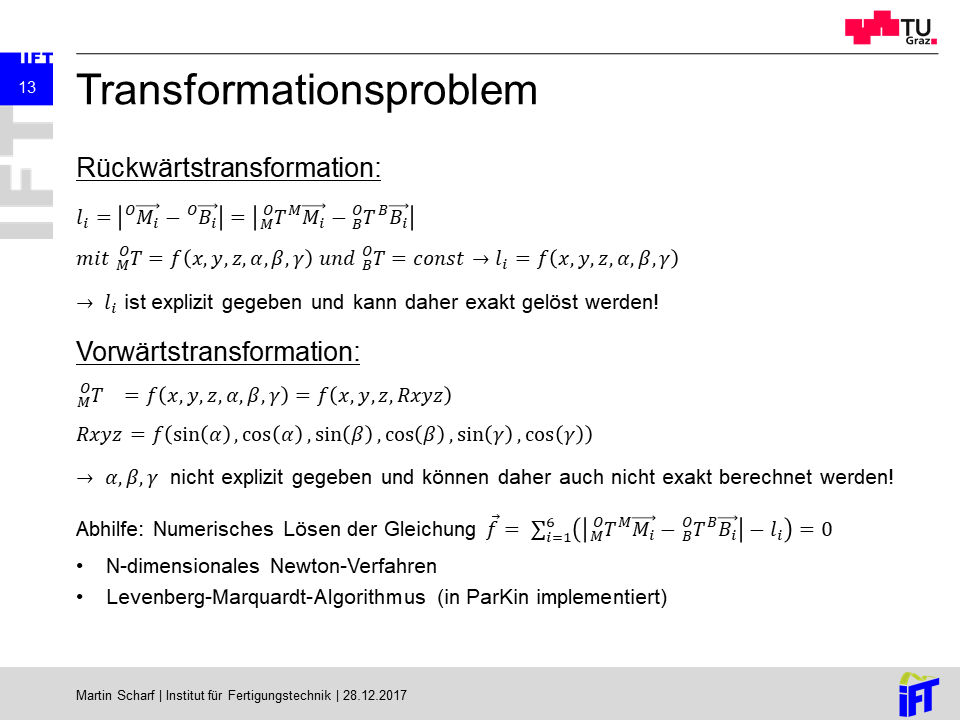 TU
Graz
IFT
13
IFT
Transformationsproblem
Rückwärtstransformation:
$l_i = \left| {}^{O}\overrightarrow{M_i} - {}^{O}\overrightarrow{B_i} \right| = \left| {}^{O}_{M}T\,{}^{M}\overrightarrow{M_i} - {}^{O}_{B}T\,{}^{B}\overrightarrow{B_i} \right|$
mit ${}^{O}_{M}T = f(x, y, z, \alpha, \beta, \gamma)$ und ${}^{O}_{B}T = const \rightarrow l_i = f(x, y, z, \alpha, \beta, \gamma)$
→ $l_i$ ist explizit gegeben und kann daher exakt gelöst werden!
Vorwärtstransformation:
${}^{O}_{M}T = f(x, y, z, \alpha, \beta, \gamma) = f(x, y, z, Rxyz)$
$Rxyz = f(\sin(\alpha), \cos(\alpha), \sin(\beta), \cos(\beta), \sin(\gamma), \cos(\gamma))$
→ $\alpha, \beta, \gamma$ nicht explizit gegeben und können daher auch nicht exakt berechnet werden!
Abhilfe: Numerisches Lösen der Gleichung $\vec{f} = \sum_{i=1}^{6} \left( \left| {}^{O}_{M}T\,{}^{M}\overrightarrow{M_i} - {}^{O}_{B}T\,{}^{B}\overrightarrow{B_i} \right| - l_i \right) = 0$
• N-dimensionales Newton-Verfahren
• Levenberg-Marquardt-Algorithmus (in ParKin implementiert)
Martin Scharf | Institut für Fertigungstechnik | 28.12.2017
iFT